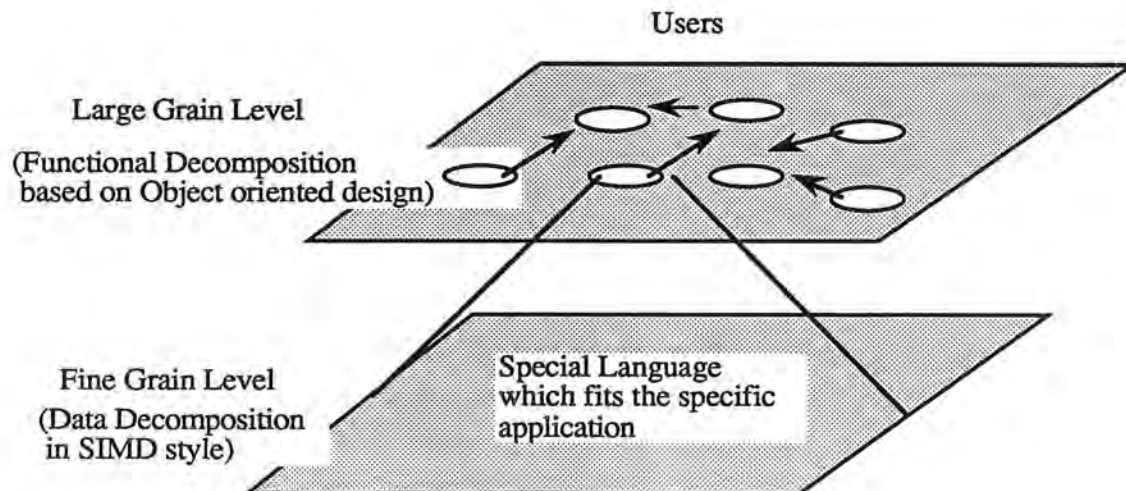 Users
Large Grain Level
(Functional Decomposition
based on Object oriented design)
Fine Grain Level
(Data Decomposition
in SIMD style)
Special Language
which fits the specific
application